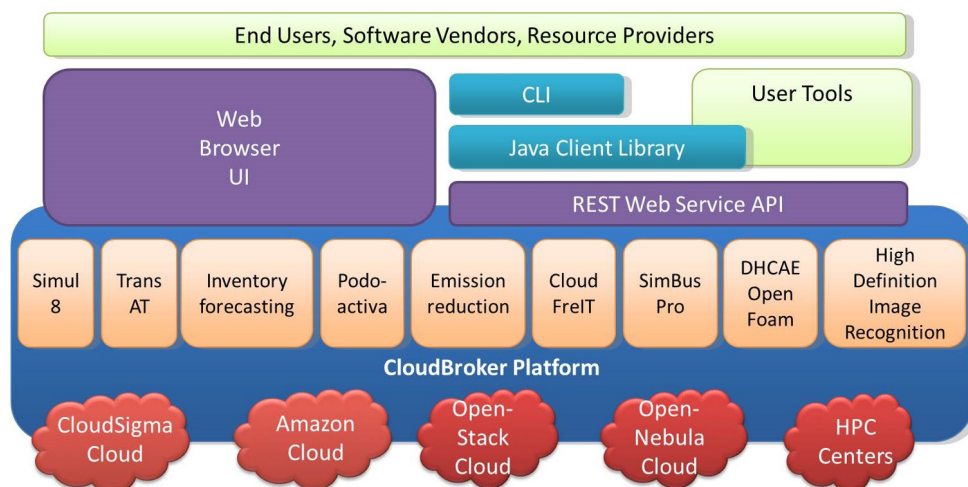 End Users, Software Vendors, Resource Providers
Web
Browser
UI
CLI
User Tools
Java Client Library
REST Web Service API
Simul
8
Trans
AT
Inventory
forecasting
Podo-
activa
Emission
reduction
Cloud
FreIT
SimBus
Pro
DHCAE
Open
Foam
High
Definition
Image
Recognition
CloudBroker Platform
CloudSigma
Cloud
Amazon
Cloud
Open-
Stack
Cloud
Open-
Nebula
Cloud
HPC
Centers